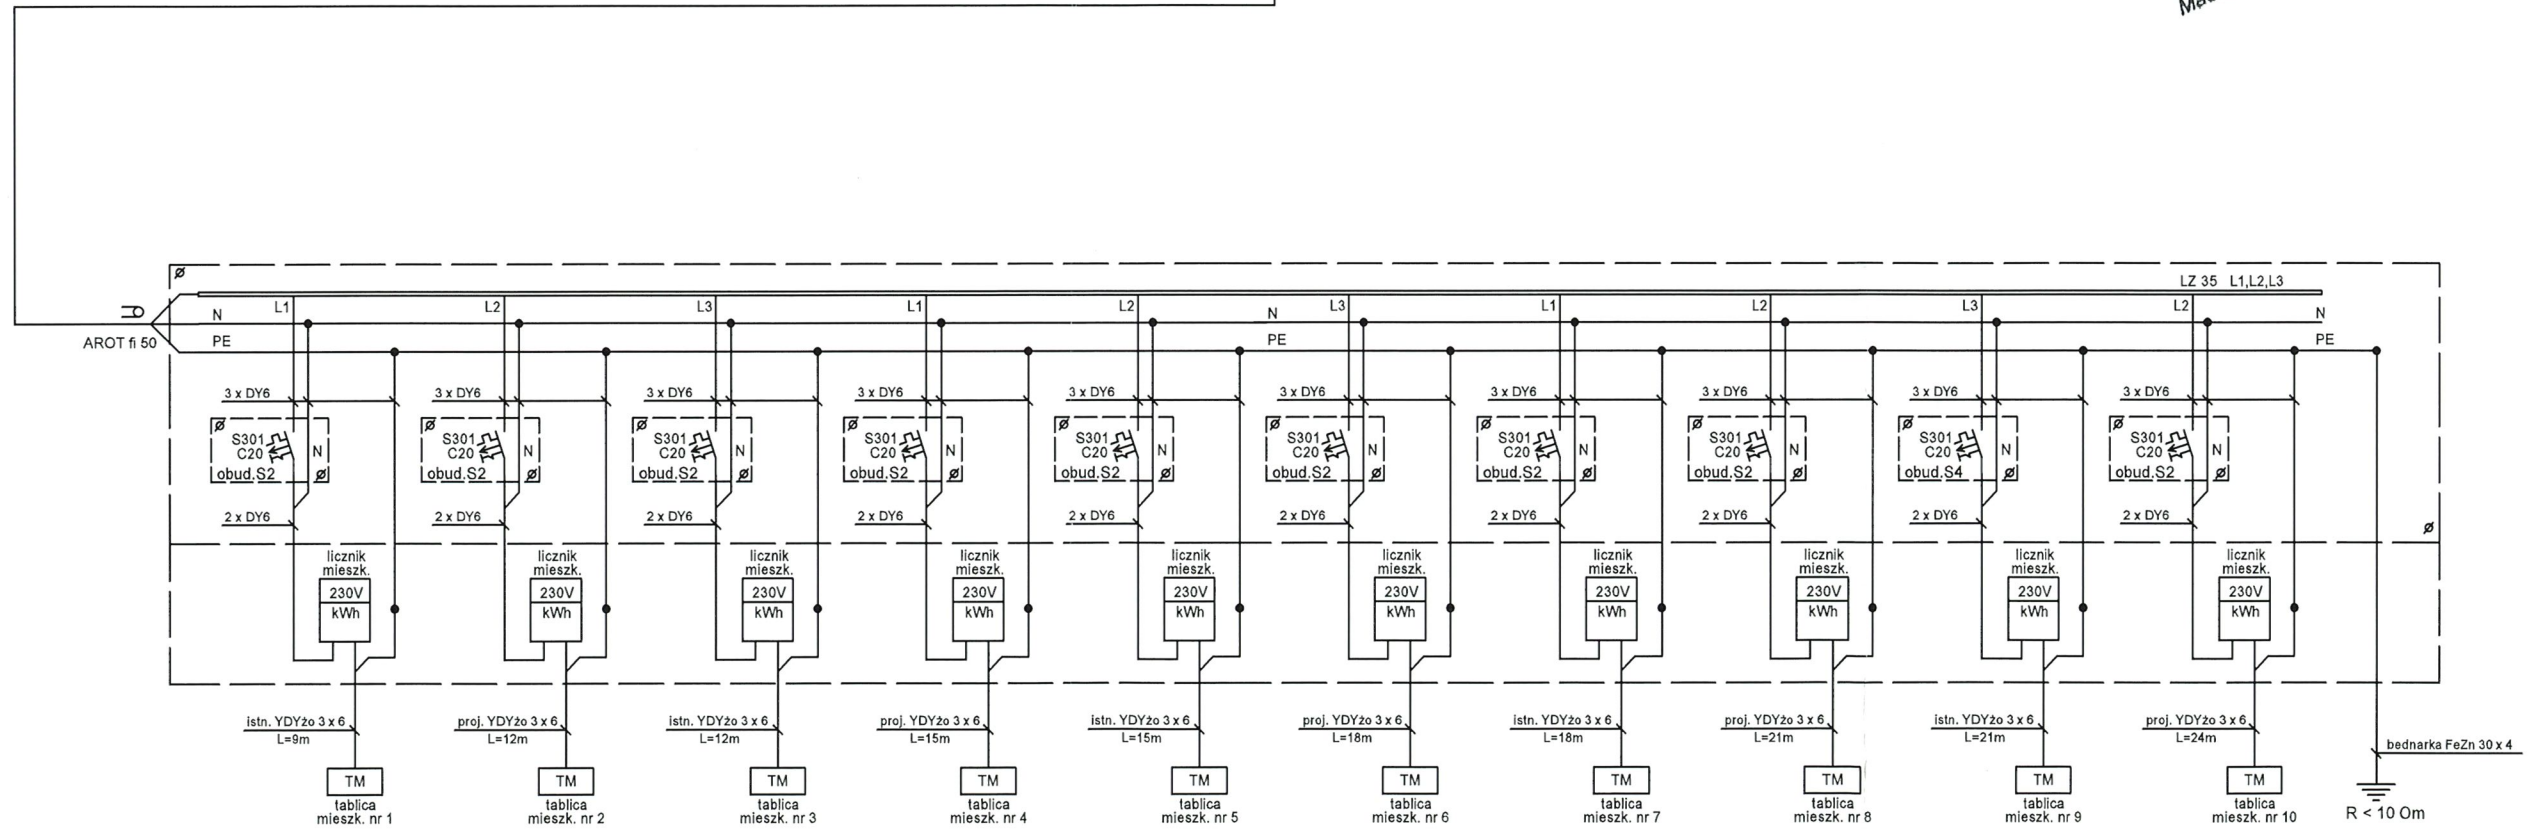 LZ 35 L1,L2,L3
L1 L2 L3 L1 L2 L3 L1 L2 L3 L2
N N N
AROT fi 50 PE PE PE
3 x DY6 3 x DY6 3 x DY6 3 x DY6 3 x DY6 3 x DY6 3 x DY6 3 x DY6 3 x DY6 3 x DY6
S301 S301 S301 S301 S301 S301 S301 S301 S301 S301
C20 N C20 N C20 N C20 N C20 N C20 N C20 N C20 N C20 N C20 N
obud.S2 obud.S2 obud.S2 obud.S2 obud.S2 obud.S2 obud.S2 obud.S2 obud.S4 obud.S2
2 x DY6 2 x DY6 2 x DY6 2 x DY6 2 x DY6 2 x DY6 2 x DY6 2 x DY6 2 x DY6 2 x DY6
licznik licznik licznik licznik licznik licznik licznik licznik licznik licznik
mieszk. mieszk. mieszk. mieszk. mieszk. mieszk. mieszk. mieszk. mieszk. mieszk.
230V 230V 230V 230V 230V 230V 230V 230V 230V 230V
kWh kWh kWh kWh kWh kWh kWh kWh kWh kWh
istn. YDYżo 3 x 6 proj. YDYżo 3 x 6 istn. YDYżo 3 x 6 proj. YDYżo 3 x 6 istn. YDYżo 3 x 6 proj. YDYżo 3 x 6 istn. YDYżo 3 x 6 proj. YDYżo 3 x 6 istn. YDYżo 3 x 6 proj. YDYżo 3 x 6
L=9m L=12m L=12m L=15m L=15m L=18m L=18m L=21m L=21m L=24m
bednarka FeZn 30 x 4
TM TM TM TM TM TM TM TM TM TM
tablica tablica tablica tablica tablica tablica tablica tablica tablica tablica
mieszk. nr 1 mieszk. nr 2 mieszk. nr 3 mieszk. nr 4 mieszk. nr 5 mieszk. nr 6 mieszk. nr 7 mieszk. nr 8 mieszk. nr 9 mieszk. nr 10
R < 10 Om